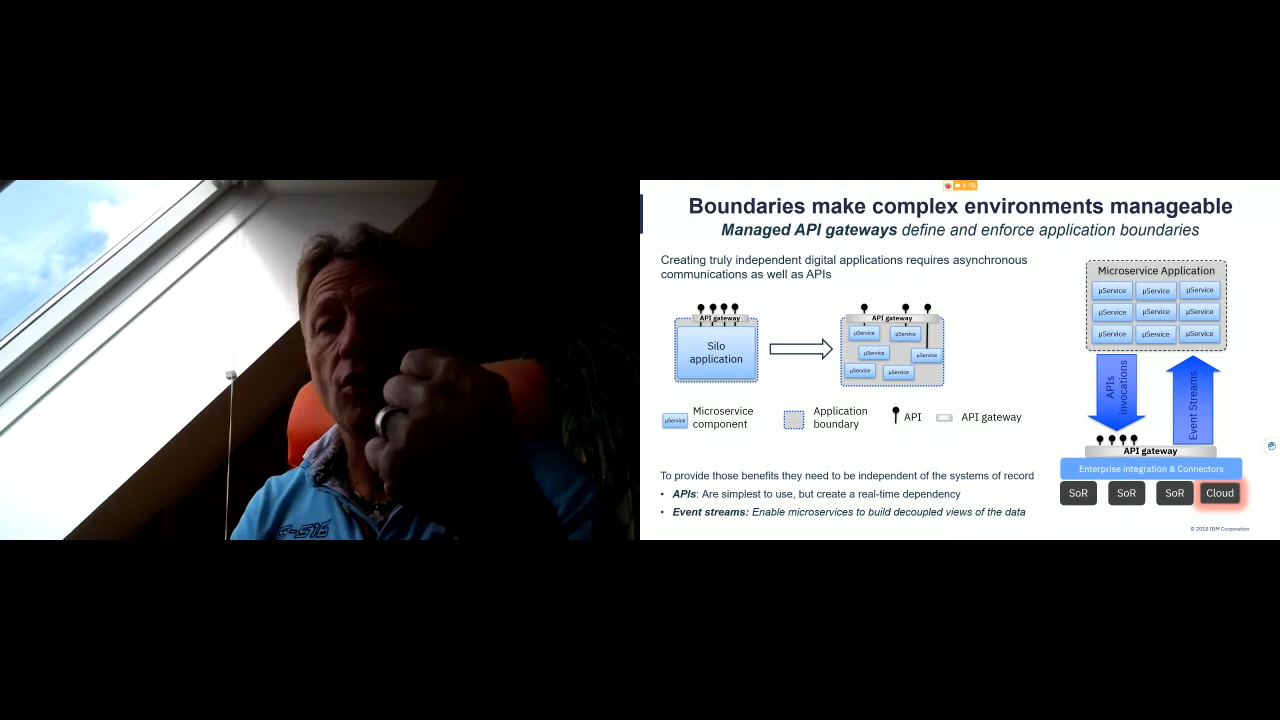 Boundaries make complex environments manageable
Managed API gateways define and enforce application boundaries
Creating truly independent digital applications requires asynchronous
communications as well as APIs
API gateway
Silo
application
API gateway
µService
µService
µService
µService
µService
µService
µService
Microservice
component
Application
boundary
API
API gateway
To provide those benefits they need to be independent of the systems of record
• APIs: Are simplest to use, but create a real-time dependency
• Event streams: Enable microservices to build decoupled views of the data
Microservice Application
µService µService µService
µService µService µService
µService µService µService
APIs
invocations
Event Streams
API gateway
Enterprise integration & Connectors
SoR SoR SoR Cloud
© 2018 IBM Corporation
G-S16